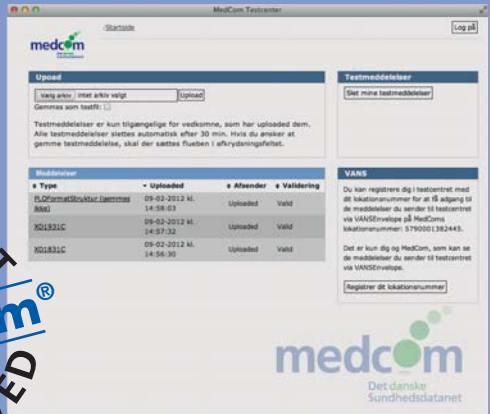 MedCom Testcenter
/Startside
Log på
medcom
Det danske
Sundhedsdatanet
Upoad
Vælg arkiv intet arkiv valgt Upload
Gemmes som testfil:
Testmeddelelser er kun tilgængelige for vedkomne, som har uploaded dem.
Alle testmeddelelser slettes automatisk efter 30 min. Hvis du ønsker at
gemme testmeddelelse, skal der sættes flueben i afkrydsningsfeltet.
Testmeddelelser
Slet mine testmeddelelser
Meddelelser
Type Uploaded Afsender Validering
PLOFormatStruktur (gemmes
ikke)
09-02-2012 kl.
14:58:03
Uploaded Valid
XD1931C
09-02-2012 kl.
14:57:32
Uploaded Valid
XD1831C
09-02-2012 kl.
14:56:30
Uploaded Valid
VANS
Du kan registrere dig i testcentret med
dit lokationsnummer for at få adgang til
de meddelelser du sender til testcentret
via VANSEnvelope på MedComs
lokationsnummer: 5790001382445.
Det er kun dig og MedCom, som kan se
de meddelelser du sender til testcentret
via VANSEnvelope.
Registrer dit lokationsnummer
m®
ED
medcom
Det danske
Sundhedsdatanet